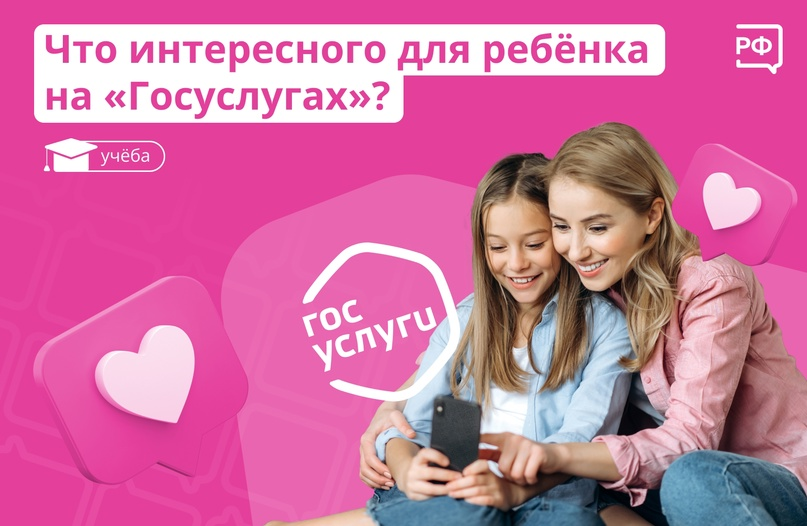 Что интересного для ребёнка
на «Госуслугах»?
РФ
учёба
гос
услуги